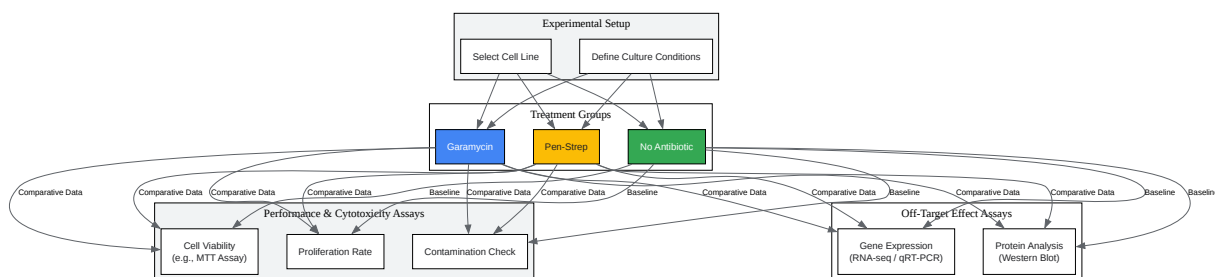 Experimental Setup
Select Cell Line
Define Culture Conditions
Treatment Groups
Garamycin
Pen-Strep
No Antibiotic
Comparative Data
Comparative Data
Comparative Data
Baseline
Comparative Data
Comparative Data
Baseline
Comparative Data
Comparative Data
Baseline
Comparative Data
Comparative Data
Baseline
Baseline
Performance & Cytotoxicity Assays
Off-Target Effect Assays
Cell Viability
(e.g., MTT Assay)
Proliferation Rate
Contamination Check
Gene Expression
(RNA-seq / qRT-PCR)
Protein Analysis
(Western Blot)